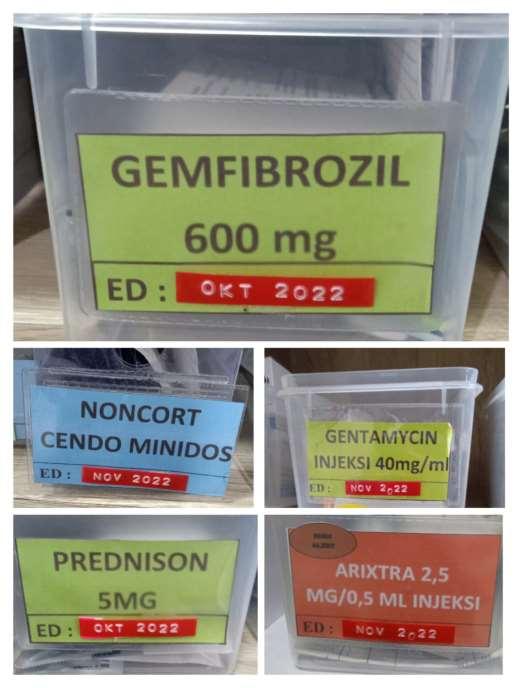 GEMFIBROZIL
600 mg
ED : OKT 2022
NONCORT
CENDO MINIDOS
ED : NOV 2022
GENTAMYCIN
INJEKSI 40mg/ml
ED : NOV 2022
PREDNISON
5MG
ED : OKT 2022
ARIXTRA 2,5
MG/0,5 ML INJEKSI
ED : NOV 2022